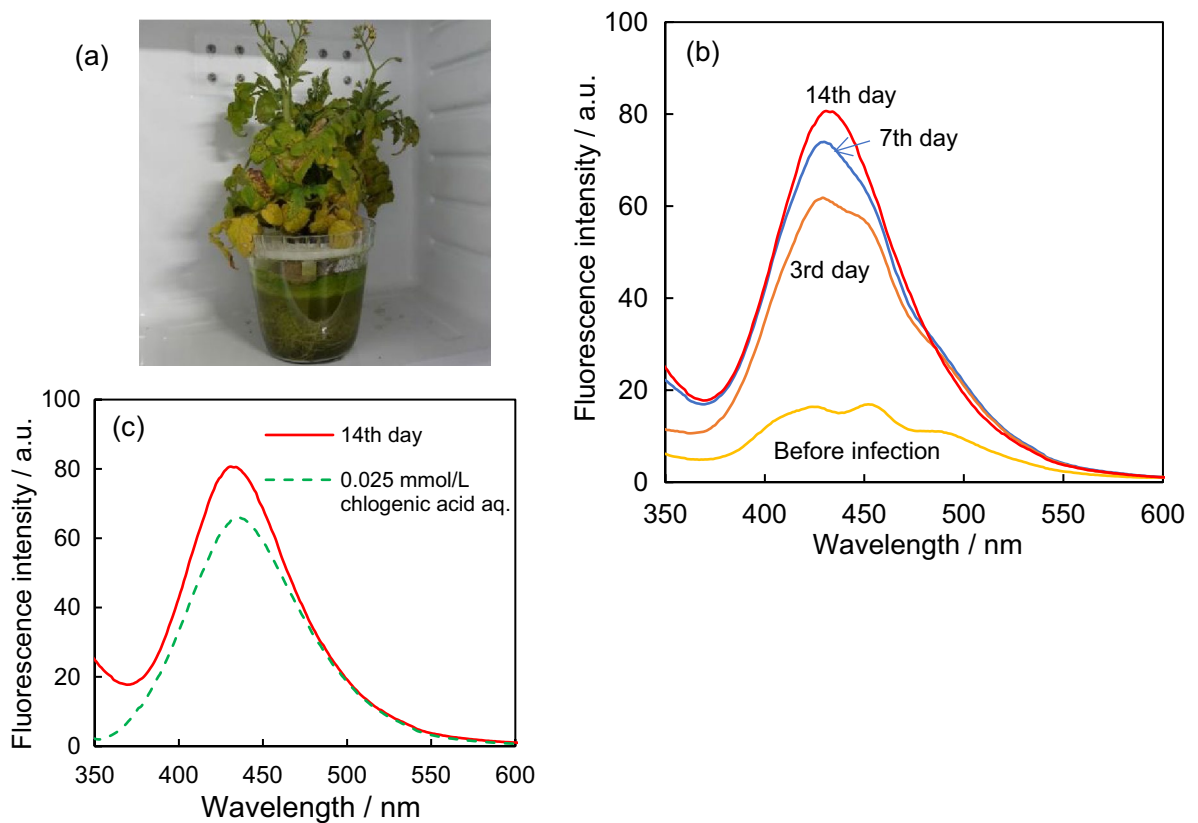 (a)
(b)
Fluorescence intensity / a.u.
100
80
60
40
20
0
14th day
7th day
3rd day
Before infection
350 400 450 500 550 600
Wavelength / nm
(c)
Fluorescence intensity / a.u.
100
80
60
40
20
0
14th day
0.025 mmol/L
chlogenic acid aq.
350 400 450 500 550 600
Wavelength / nm